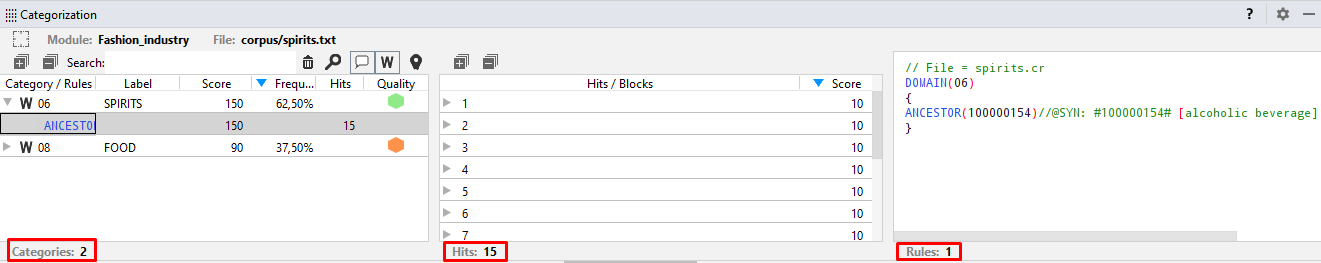 Categorization
?
Module: Fashion_industry File: corpus/spirits.txt
Search:
W
Category / Rules Label Score Frequ... Hits Quality
W 06 SPIRITS 150 62,50%
ANCESTOR 150 15
W 08 FOOD 90 37,50%
Categories: 2
Hits / Blocks Score
1 10
2 10
3 10
4 10
5 10
6 10
7 10
Hits: 15
// File = spirits.cr
DOMAIN(06)
{
ANCESTOR(100000154)//@SYN: #100000154# [alcoholic beverage]
}
Rules: 1